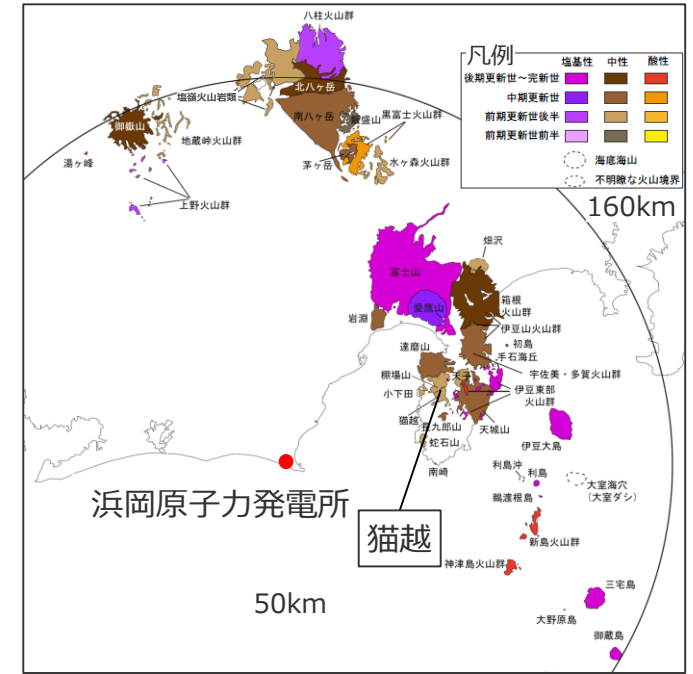 八柱火山群
凡例
塩基性 中性 酸性
後期更新世～完新世
中期更新世
前期更新世後半
前期更新世前半
海底海山
不明瞭な火山境界
160km
北八ヶ岳
塩嶺火山岩類
御嶽山
南八ヶ岳
飯盛山
黒富士火山群
地蔵峠火山群
湯ヶ峰
茅ヶ岳
水ヶ森火山群
上野火山群
畑沢
富士山
愛鷹山
箱根
火山群
岩淵
伊豆山火山群
初島
達磨山
手石海丘
宇佐美・多賀火山群
棚場山
天子
小下田
伊豆東部
火山群
猫越
長九郎山
天城山
蛇石山
伊豆大島
南崎
利島沖
利島
大室海穴
（大室ダシ）
鵜渡根島
浜岡原子力発電所
猫越
新島火山群
神津島火山群
三宅島
50km
大野原島
御蔵島